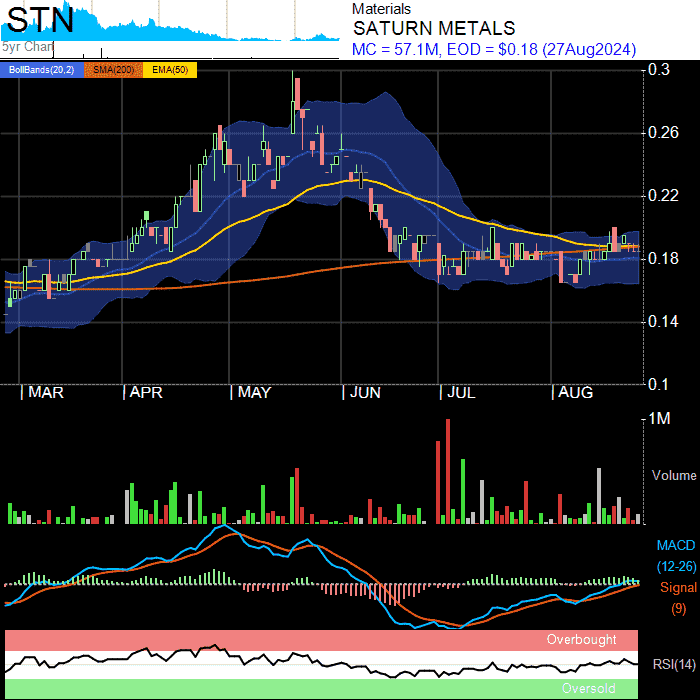 STN
5yr Chart
Materials
SATURN METALS
MC = 57.1M, EOD = $0.18 (27Aug2024)
BollBands(20,2) SMA(200) EMA(50)
0.3
0.26
0.22
0.18
0.14
0.1
MAR APR MAY JUN JUL AUG
1M
Volume
MACD
(12-26)
Signal
(9)
Overbought
RSI(14)
Oversold